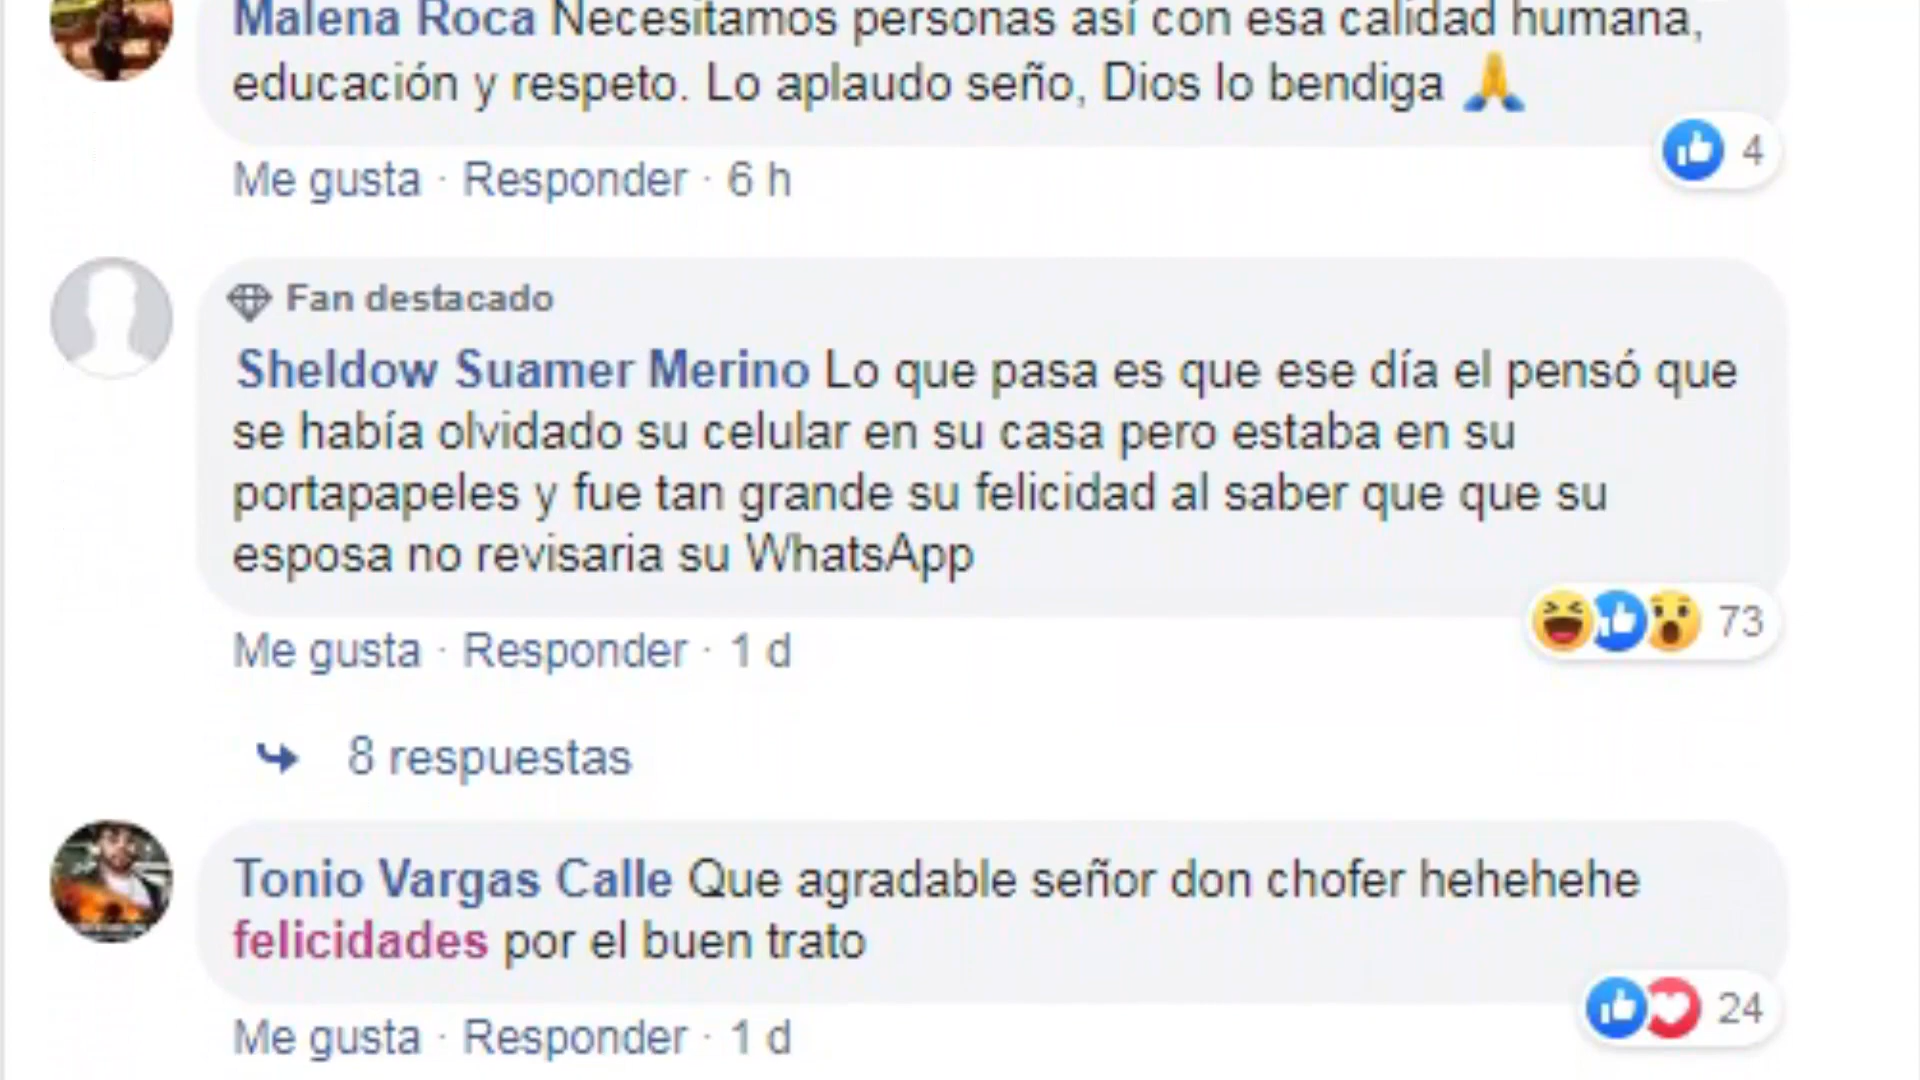 Malena Roca Necesitamos personas así con esa calidad humana,
educación y respeto. Lo aplaudo seño, Dios lo bendiga 🙏
4
Me gusta · Responder · 6 h
Fan destacado
Sheldow Suamer Merino Lo que pasa es que ese día el pensó que
se había olvidado su celular en su casa pero estaba en su
portapapeles y fue tan grande su felicidad al saber que que su
esposa no revisaria su WhatsApp
73
Me gusta · Responder · 1 d
8 respuestas
Tonio Vargas Calle Que agradable señor don chofer hehehehe
felicidades por el buen trato
24
Me gusta · Responder · 1 d